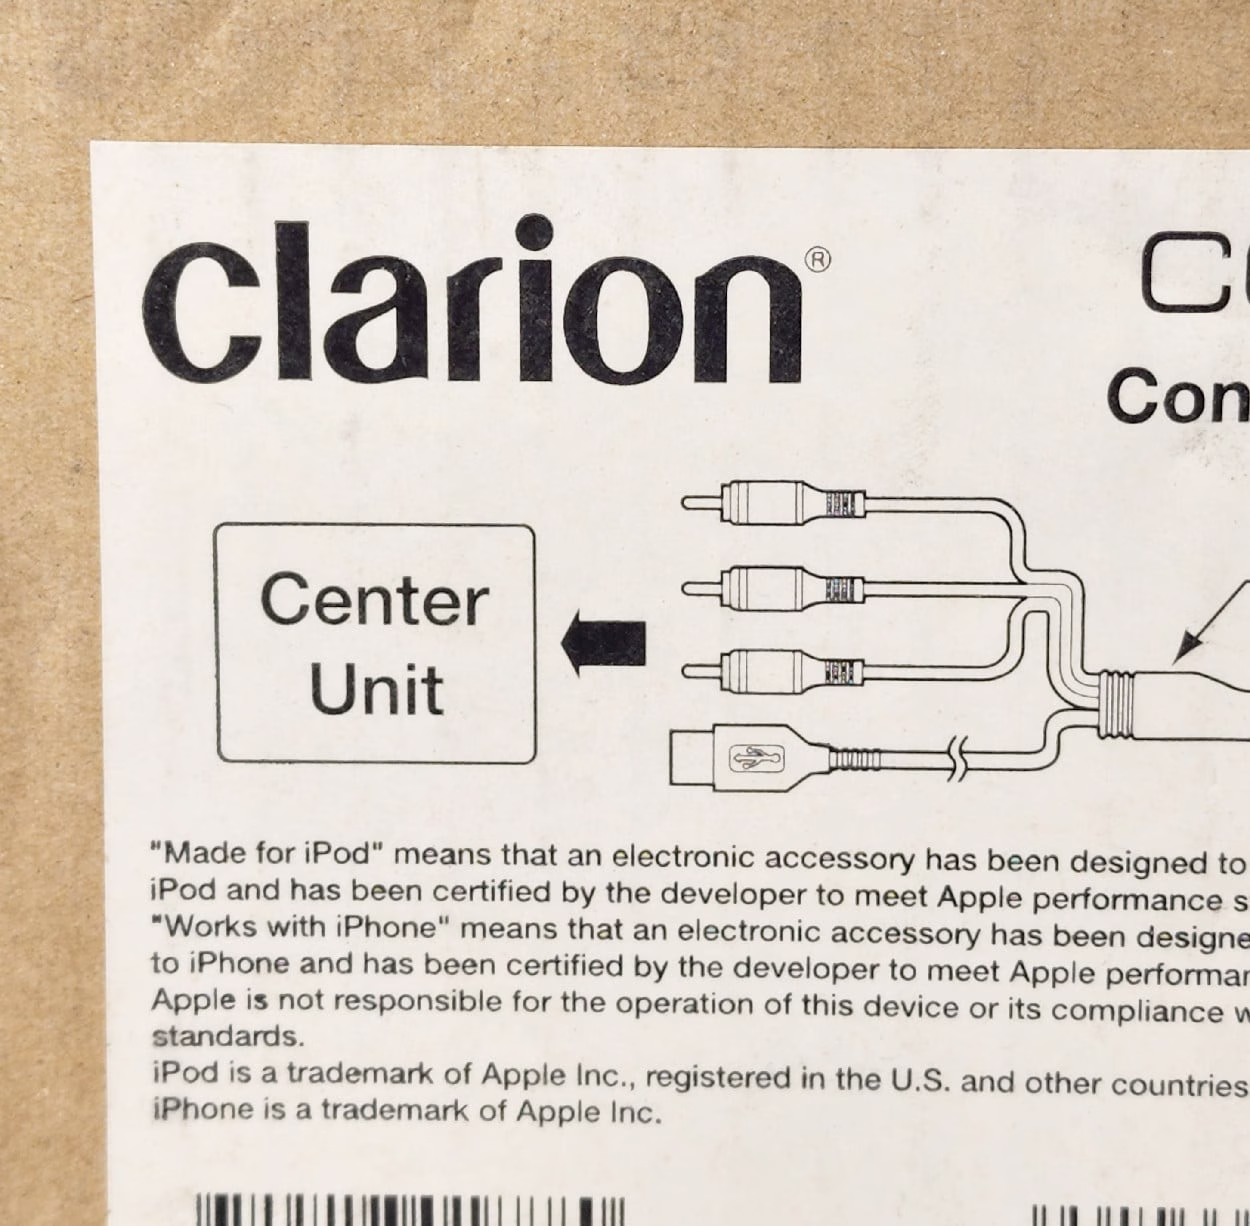 Clarion®
Con
Center
Unit
"Made for iPod" means that an electronic accessory has been designed to
iPod and has been certified by the developer to meet Apple performance s
"Works with iPhone" means that an electronic accessory has been designe
to iPhone and has been certified by the developer to meet Apple performan
Apple is not responsible for the operation of this device or its compliance w
standards.
iPod is a trademark of Apple Inc., registered in the U.S. and other countries
iPhone is a trademark of Apple Inc.